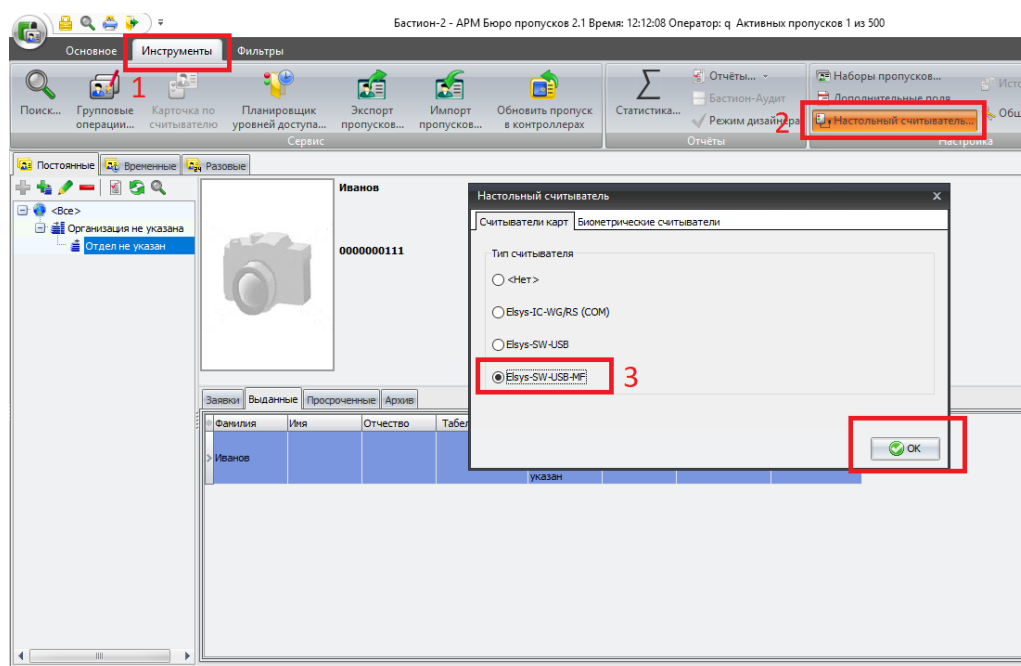 Бастион-2 - АРМ Бюро пропусков 2.1 Время: 12:12:08 Оператор: q Активных пропусков 1 из 500
Основное Инструменты Фильтры
1
Поиск... Групповые операции... Карточка по считывателю Планировщик уровней доступа... Экспорт пропусков... Импорт пропусков... Обновить пропуск в контроллерах
Сервис
Статистика... Отчёты...
Бастион-Аудит
Режим дизайнера
Отчёты
2
Наборы пропусков...
Дополнительные поля
Настольный считыватель...
Настройка
Постоянные Временные Разовые
<Все>
Организация не указана
Отдел не указан
Иванов
0000000111
Настольный считыватель
x
Считыватели карт Биометрические считыватели
Тип считывателя
<Нет>
Elsys-IC-WG/RS (COM)
Elsys-SW-USB
Elsys-SW-USB-MF
3
OK
Заявки Выданные Просроченные Архив
Фамилия Имя Отчество
Иванов
указан